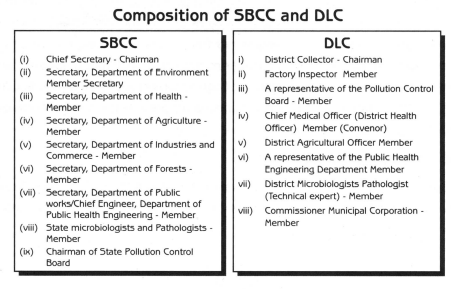 Composition of SBCC and DLC
SBCC
(i) Chief Secretary - Chairman
(ii) Secretary, Department of Environment
Member Secretary
(iii) Secretary, Department of Health -
Member
(iv) Secretary, Department of Agriculture -
Member
(v) Secretary, Department of Industries and
Commerce - Member
(vi) Secretary, Department of Forests -
Member
(vii) Secretary, Department of Public
works/Chief Engineer, Department of
Public Health Engineering - Member
(viii) State microbiologists and Pathologists -
Member
(ix) Chairman of State Pollution Control
Board
DLC
i) District Collector - Chairman
ii) Factory Inspector Member
iii) A representative of the Pollution Control
Board - Member
iv) Chief Medical Officer (District Health
Officer) Member (Convenor)
v) District Agricultural Officer Member
vi) A representative of the Public Health
Engineering Department Member
vii) District Microbiologists Pathologist
(Technical expert) - Member
viii) Commissioner Municipal Corporation -
Member